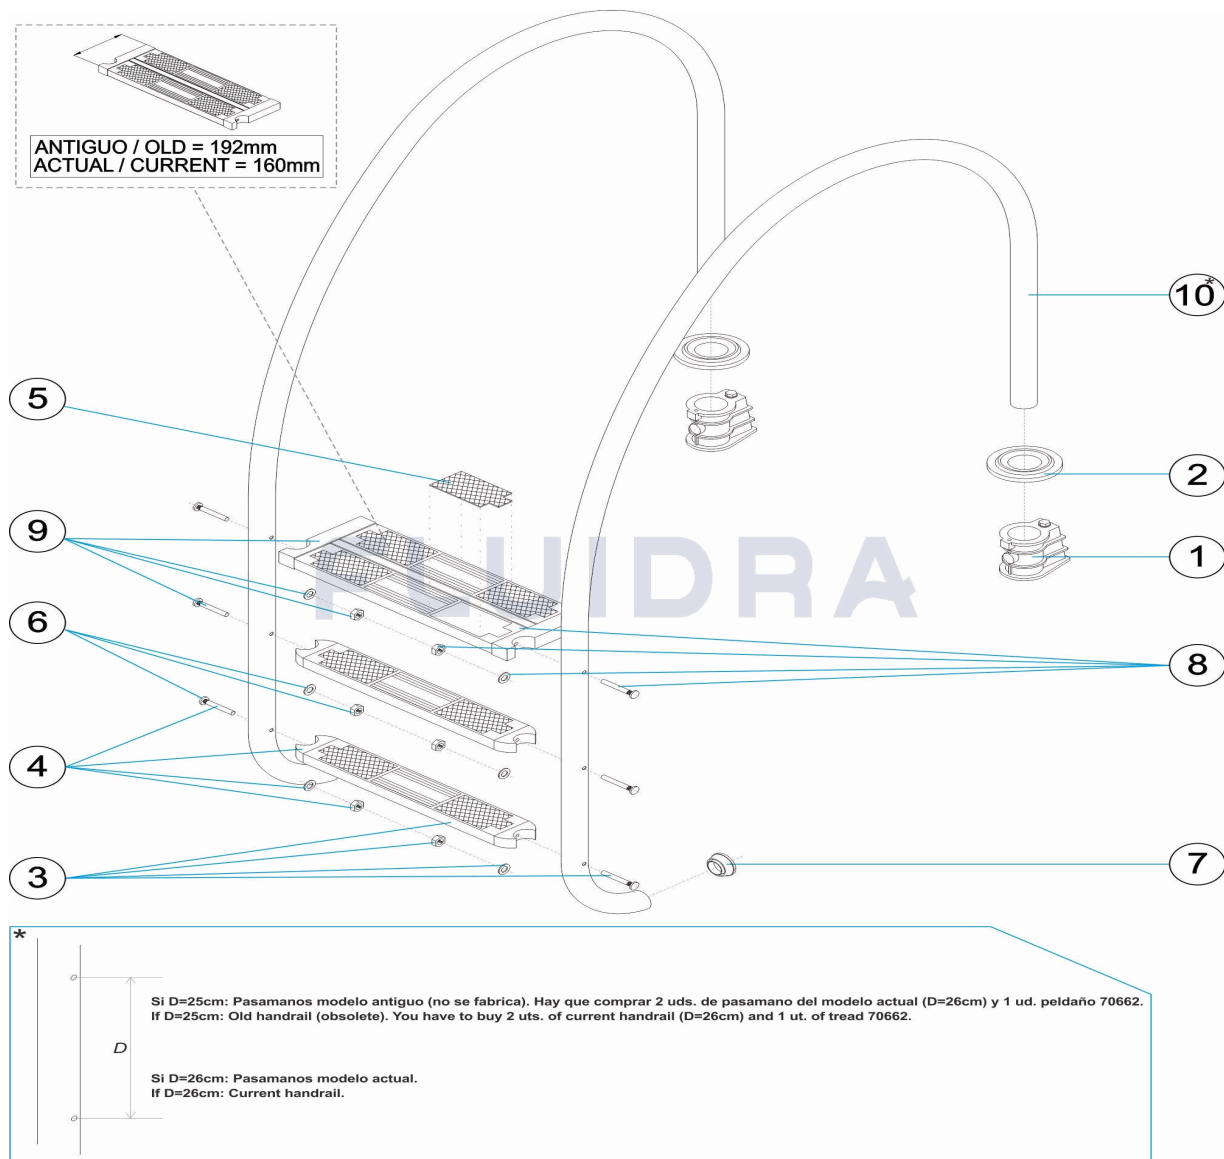 ANTIGUO / OLD = 192mm
ACTUAL / CURRENT = 160mm
10*
5
2
9
1
FLUIDRA
6
8
4
7
3
*
Si D=25cm: Pasamanos modelo antiguo (no se fabrica). Hay que comprar 2 uds. de pasamano del modelo actual (D=26cm) y 1 ud. peldaño 70662.
If D=25cm: Old handrail (obsolete). You have to buy 2 uts. of current handrail (D=26cm) and 1 ut. of tread 70662.
D
Si D=26cm: Pasamanos modelo actual.
If D=26cm: Current handrail.